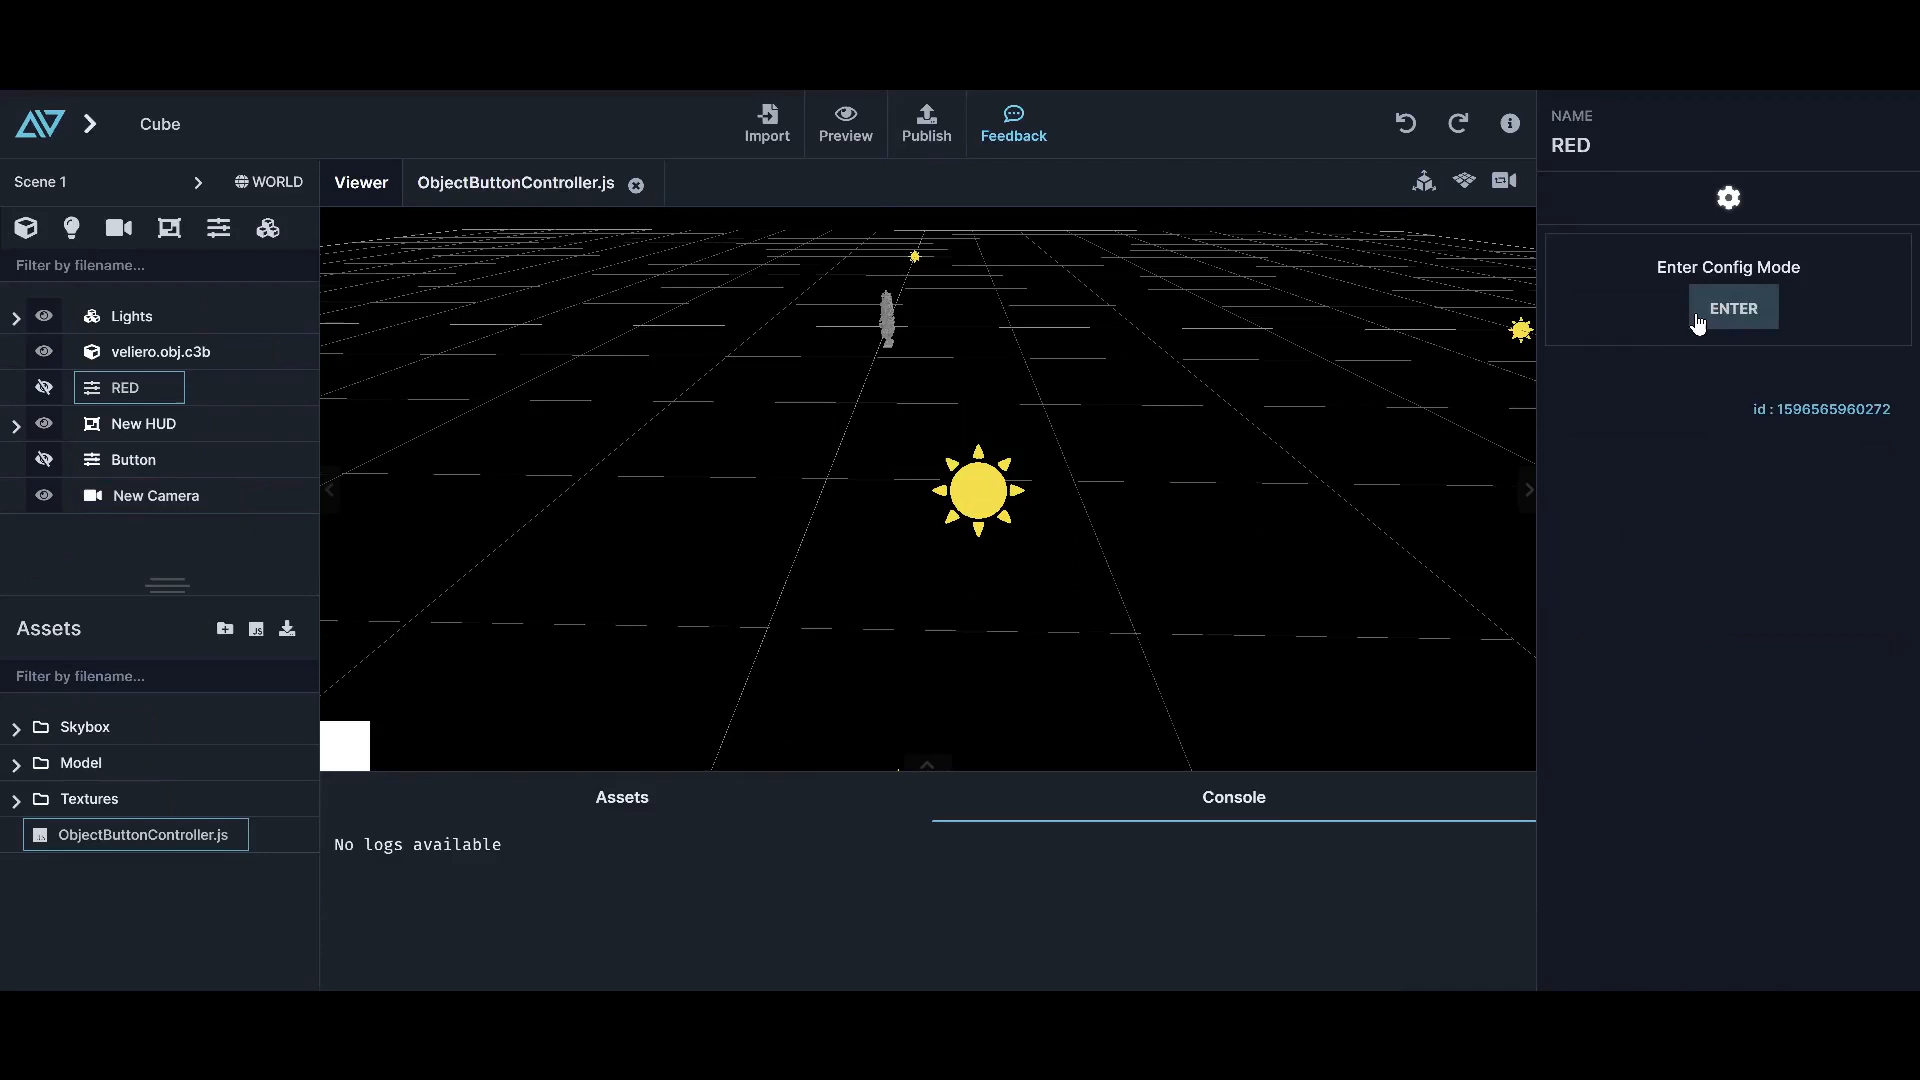 Cube
Import
Preview
Publish
Feedback
NAME
RED
Scene 1
WORLD
Viewer
ObjectButtonController.js
Filter by filename...
Lights
veliero.obj.c3b
RED
New HUD
Button
New Camera
Enter Config Mode
ENTER
id : 1596565960272
Assets
Filter by filename...
Skybox
Model
Textures
JS ObjectButtonController.js
Assets
Console
No logs available